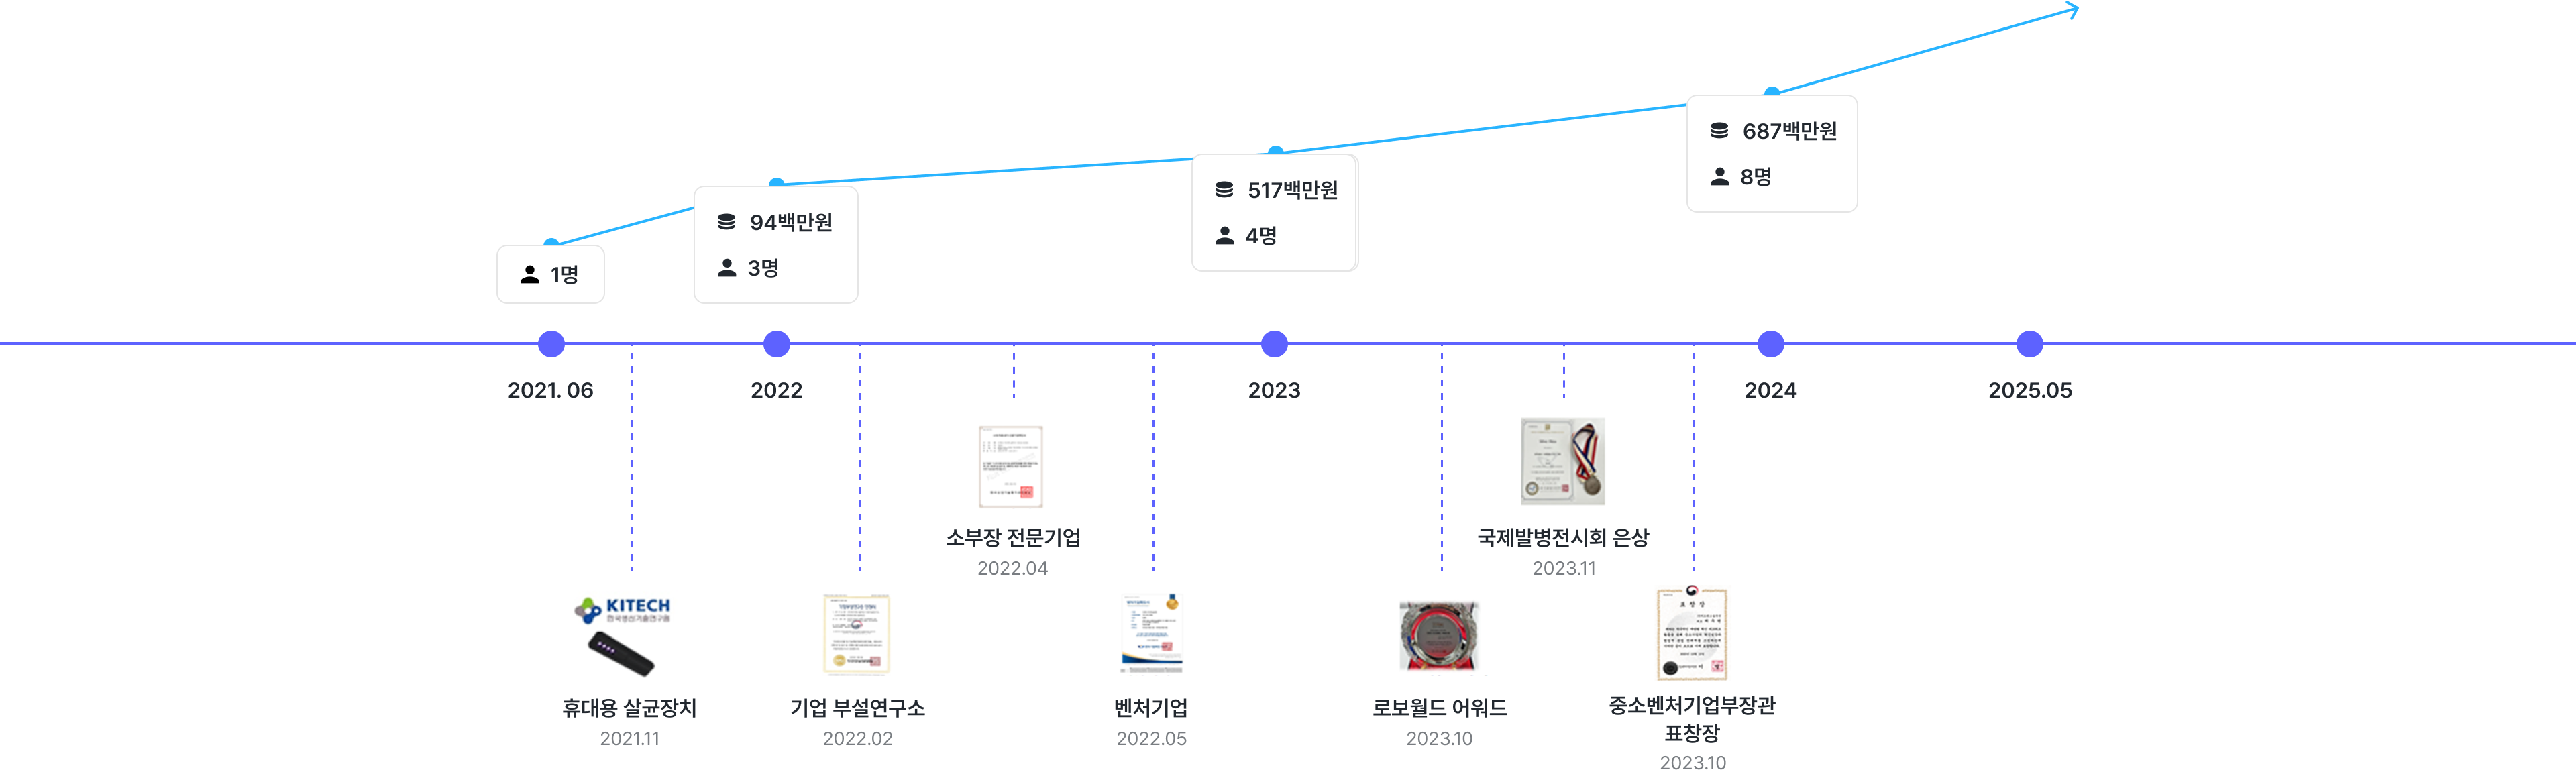 687백만원
8명
517백만원
4명
94백만원
3명
1명
2021. 06
2022
2023
2024
2025.05
소부장 전문기업
2022.04
국제발병전시회 은상
2023.11
KITECH
한국생산기술연구원
표 창 장
휴대용 살균장치
2021.11
기업 부설연구소
2022.02
벤처기업
2022.05
로보월드 어워드
2023.10
중소벤처기업부장관
표창장
2023.10